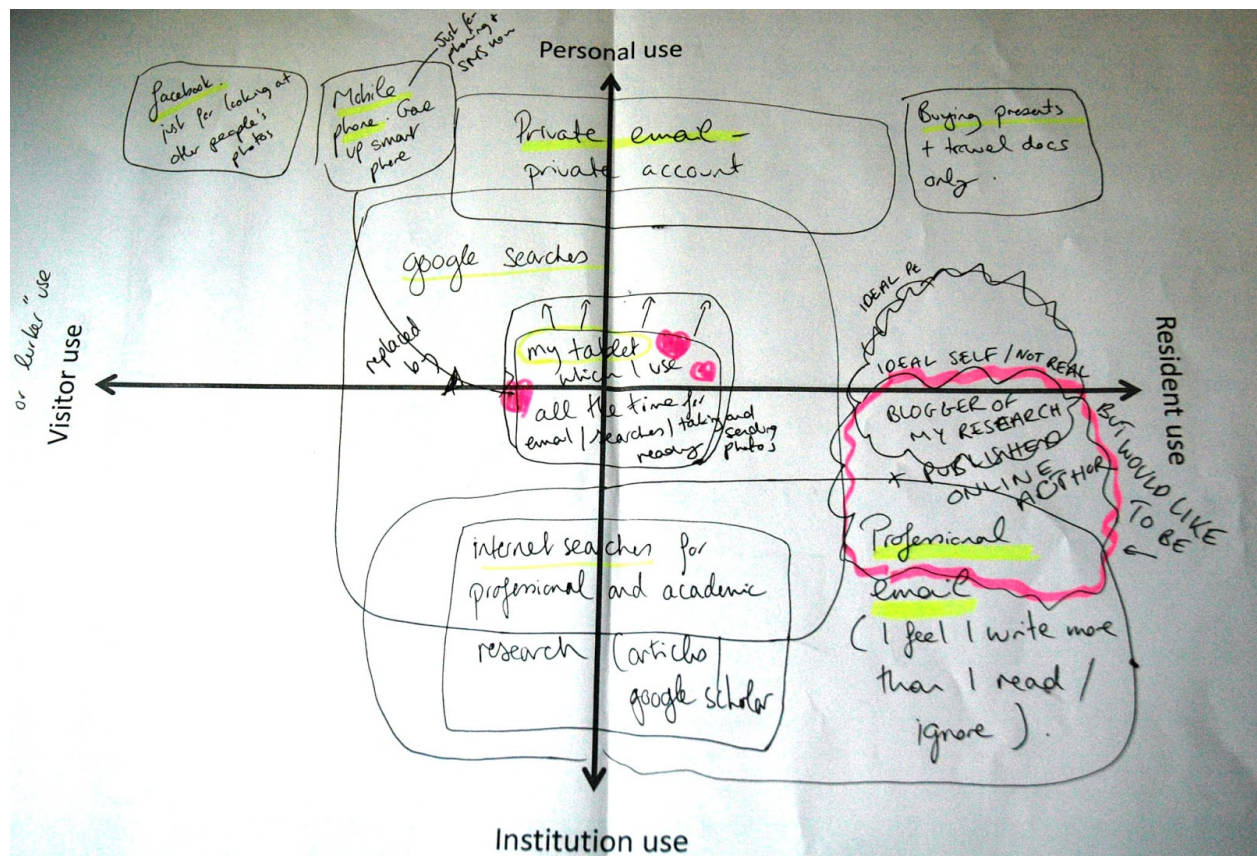 Personal use
Just for
phoning +
SMS now
facebook.
just for looking at
other people's
photos
Mobile
phone. Gave
up smart
phone
Private email –
private account
Buying presents
+ travel docs
only.
google searches
replaced
by
my tablet
which I use
all the time for
email / searches / taking and
sending
photos
reading
or "lurker" use
Visitor use
Resident use
IDEAL
IDEAL SELF / NOT REAL
BLOGGER OF
MY RESEARCH
+ PUBLISHED
ONLINE
AUTHOR
BUT WOULD LIKE
TO BE
internet searches for
professional and academic
research (articles /
google scholar
Professional
email
( I feel I write more
than I read /
ignore ).
Institution use